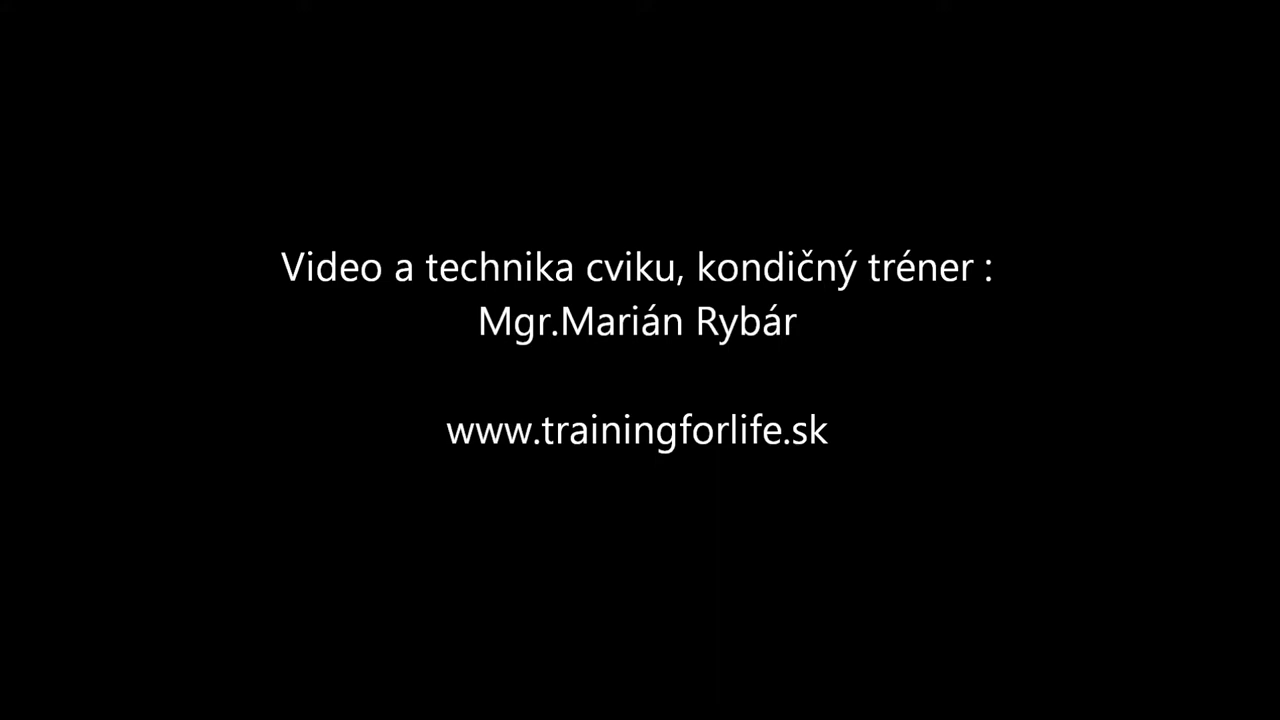 Video a technika cviku, kondičný tréner :
Mgr.Marián Rybár
www.trainingforlife.sk